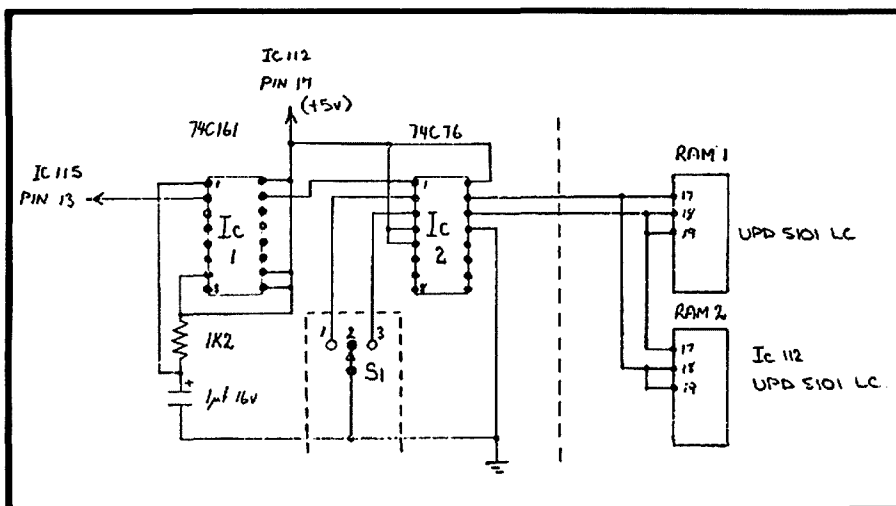 Ic 112
PIN 17
(+5v)
74C161
74C76
IC 115
PIN 13
1
Ic
1
8
1
Ic
2
8
1K2
+
1µf 16v
1 2 3
S1
RAM 1
17
18
19
UPD 5101 LC
RAM 2
17
18
19
Ic 112
UPD 5101 LC